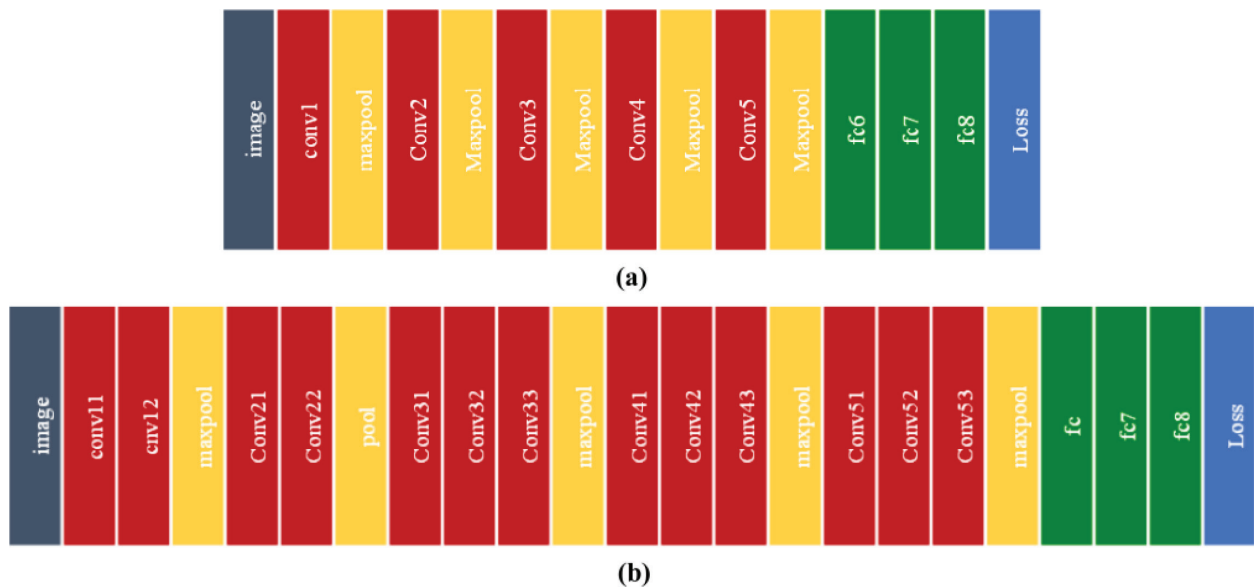 image
conv1
maxpool
Conv2
Maxpool
Conv3
Maxpool
Conv4
Maxpool
Conv5
Maxpool
fc6
fc7
fc8
Loss
(a)
image
conv11
cnv12
maxpool
Conv21
Conv22
pool
Conv31
Conv32
Conv33
maxpool
Conv41
Conv42
Conv43
maxpool
Conv51
Conv52
Conv53
maxpool
fc
fc7
fc8
Loss
(b)